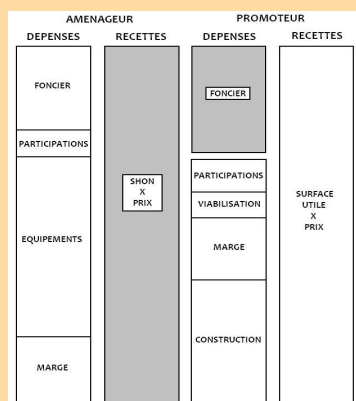 AMENAGEUR
PROMOTEUR
DEPENSES
RECETTES
DEPENSES
RECETTES
FONCIER
PARTICIPATIONS
EQUIPEMENTS
MARGE
SHON
X
PRIX
FONCIER
PARTICIPATIONS
VIABILISATION
MARGE
CONSTRUCTION
SURFACE
UTILE
X
PRIX